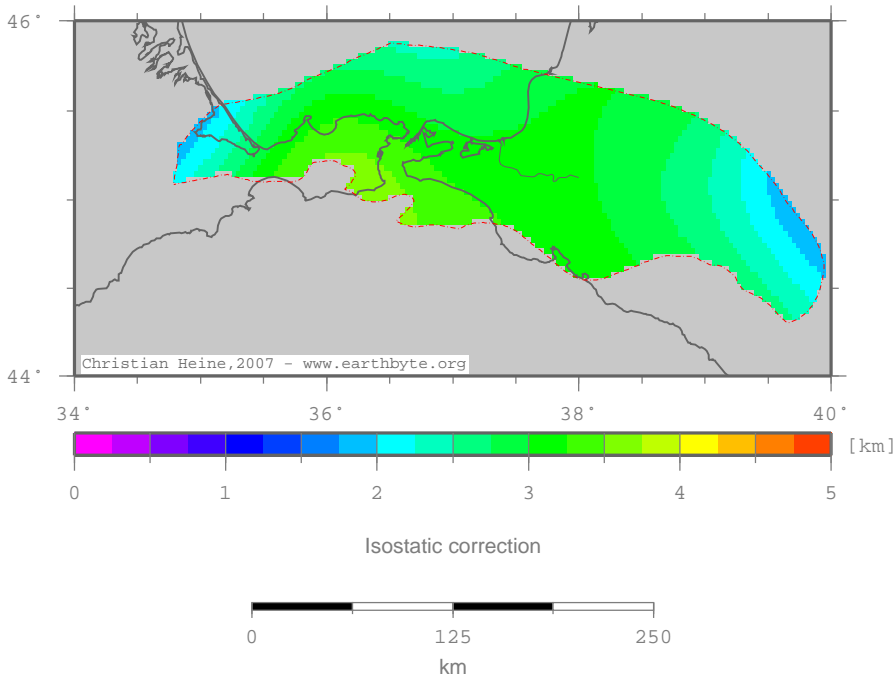 46°
44°
Christian Heine,2007 - www.earthbyte.org
34° 36° 38° 40°
[km]
0 1 2 3 4 5
Isostatic correction
0 125 250
km